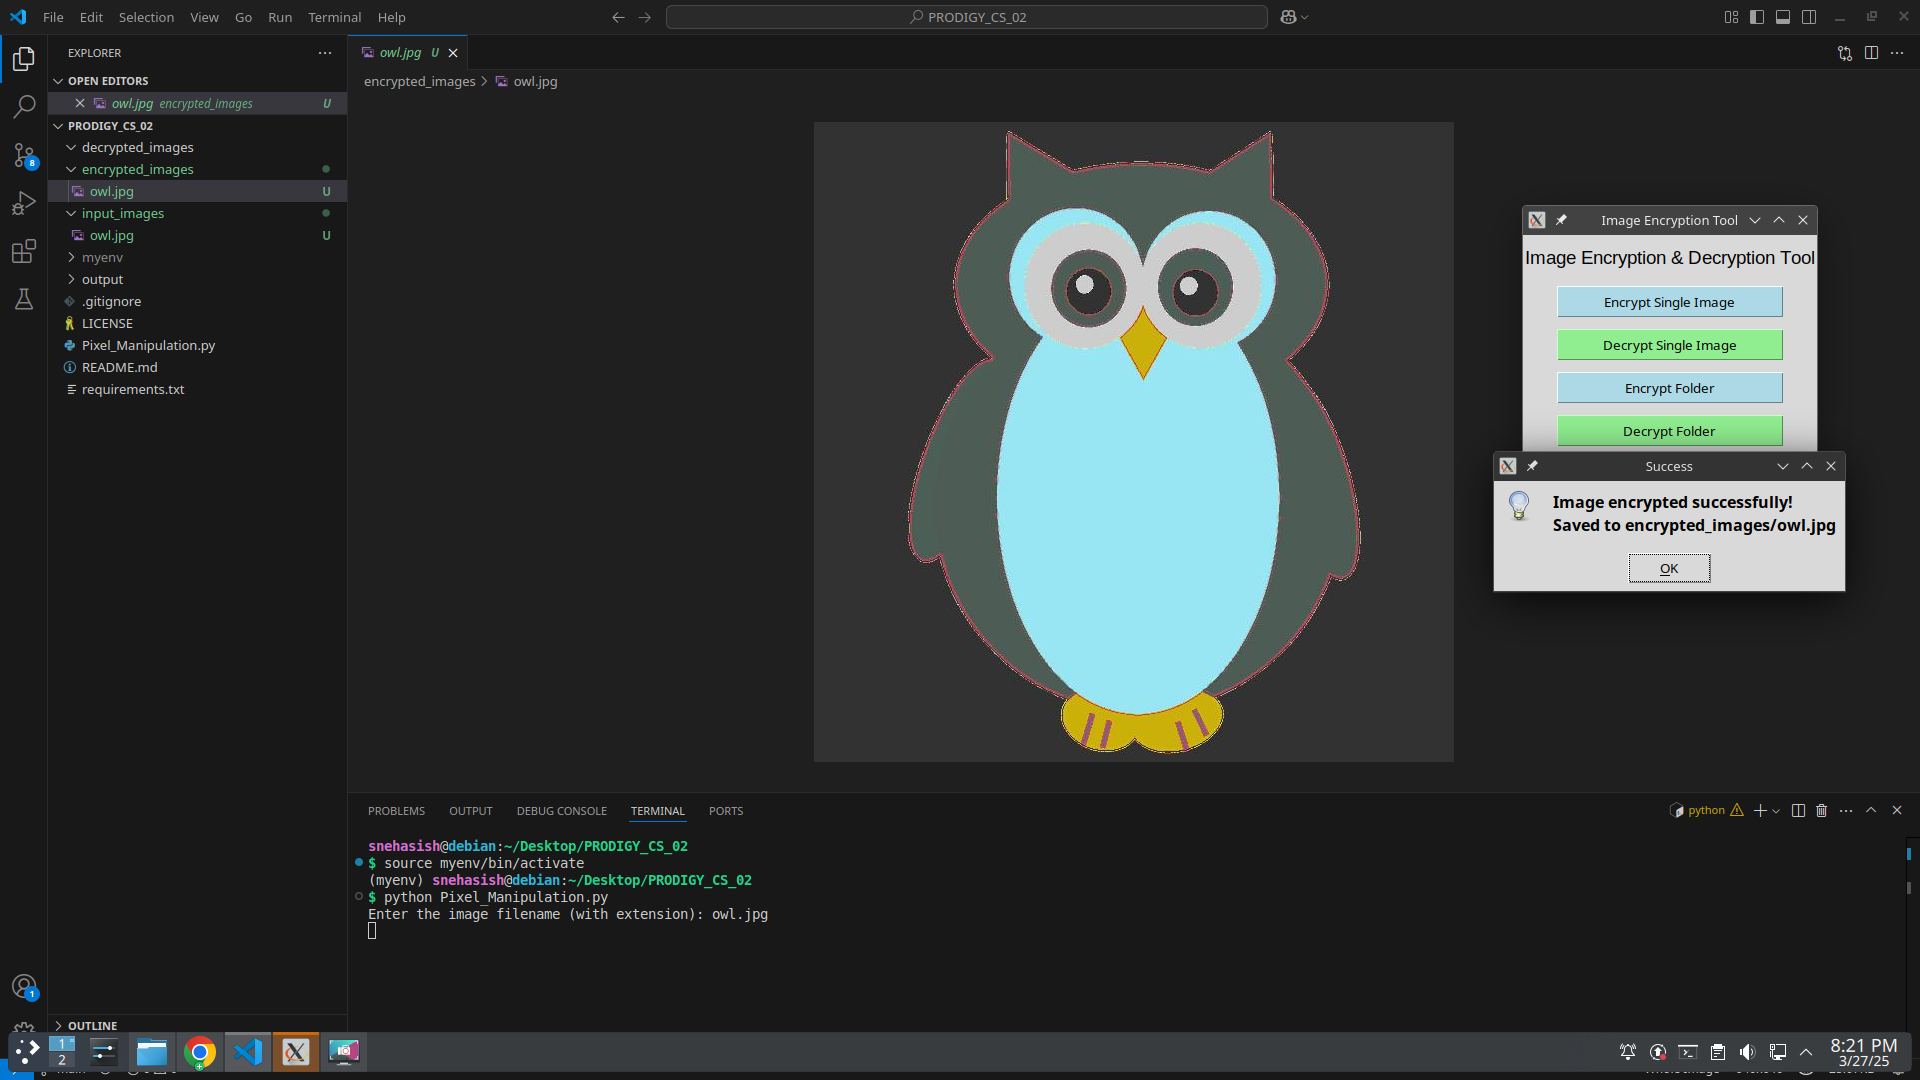 File Edit Selection View Go Run Terminal Help
PRODIGY_CS_02
EXPLORER
OPEN EDITORS
owl.jpg encrypted_images U
PRODIGY_CS_02
decrypted_images
encrypted_images
owl.jpg U
input_images
owl.jpg U
myenv
output
.gitignore
LICENSE
Pixel_Manipulation.py
README.md
requirements.txt
OUTLINE
8
1
owl.jpg U
encrypted_images > owl.jpg
Image Encryption Tool
Image Encryption & Decryption Tool
Encrypt Single Image
Decrypt Single Image
Encrypt Folder
Decrypt Folder
Success
Image encrypted successfully!
Saved to encrypted_images/owl.jpg
OK
PROBLEMS OUTPUT DEBUG CONSOLE TERMINAL PORTS
python
snehasish@debian:~/Desktop/PRODIGY_CS_02
$ source myenv/bin/activate
(myenv) snehasish@debian:~/Desktop/PRODIGY_CS_02
$ python Pixel_Manipulation.py
Enter the image filename (with extension): owl.jpg
1
2
8:21 PM
3/27/25